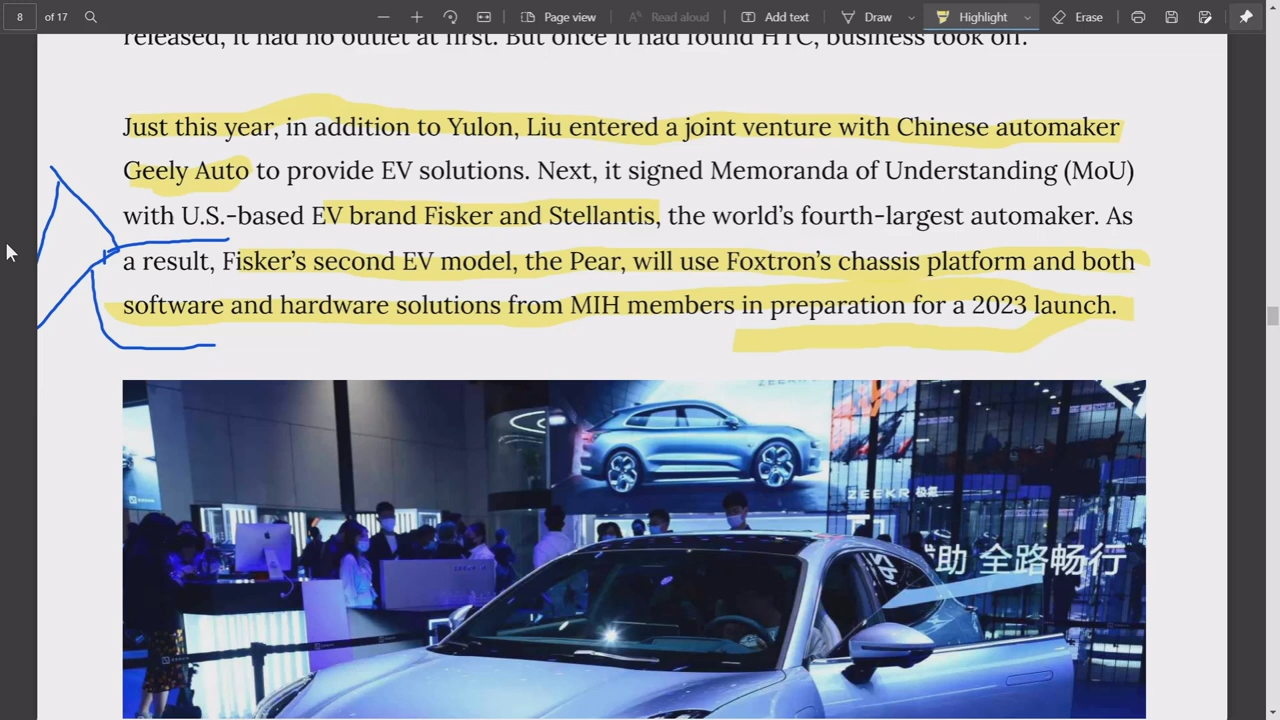 8 of 17 Page view Read aloud Add text Draw Highlight Erase
released, it had no outlet at first. But once it had found HTC, business took off.
Just this year, in addition to Yulon, Liu entered a joint venture with Chinese automaker
Geely Auto to provide EV solutions. Next, it signed Memoranda of Understanding (MoU)
with U.S.-based EV brand Fisker and Stellantis, the world’s fourth-largest automaker. As
a result, Fisker’s second EV model, the Pear, will use Foxtron’s chassis platform and both
software and hardware solutions from MIH members in preparation for a 2023 launch.
ZEEKR
ZEEKR 极氪
助 全路畅行
ZEEKR